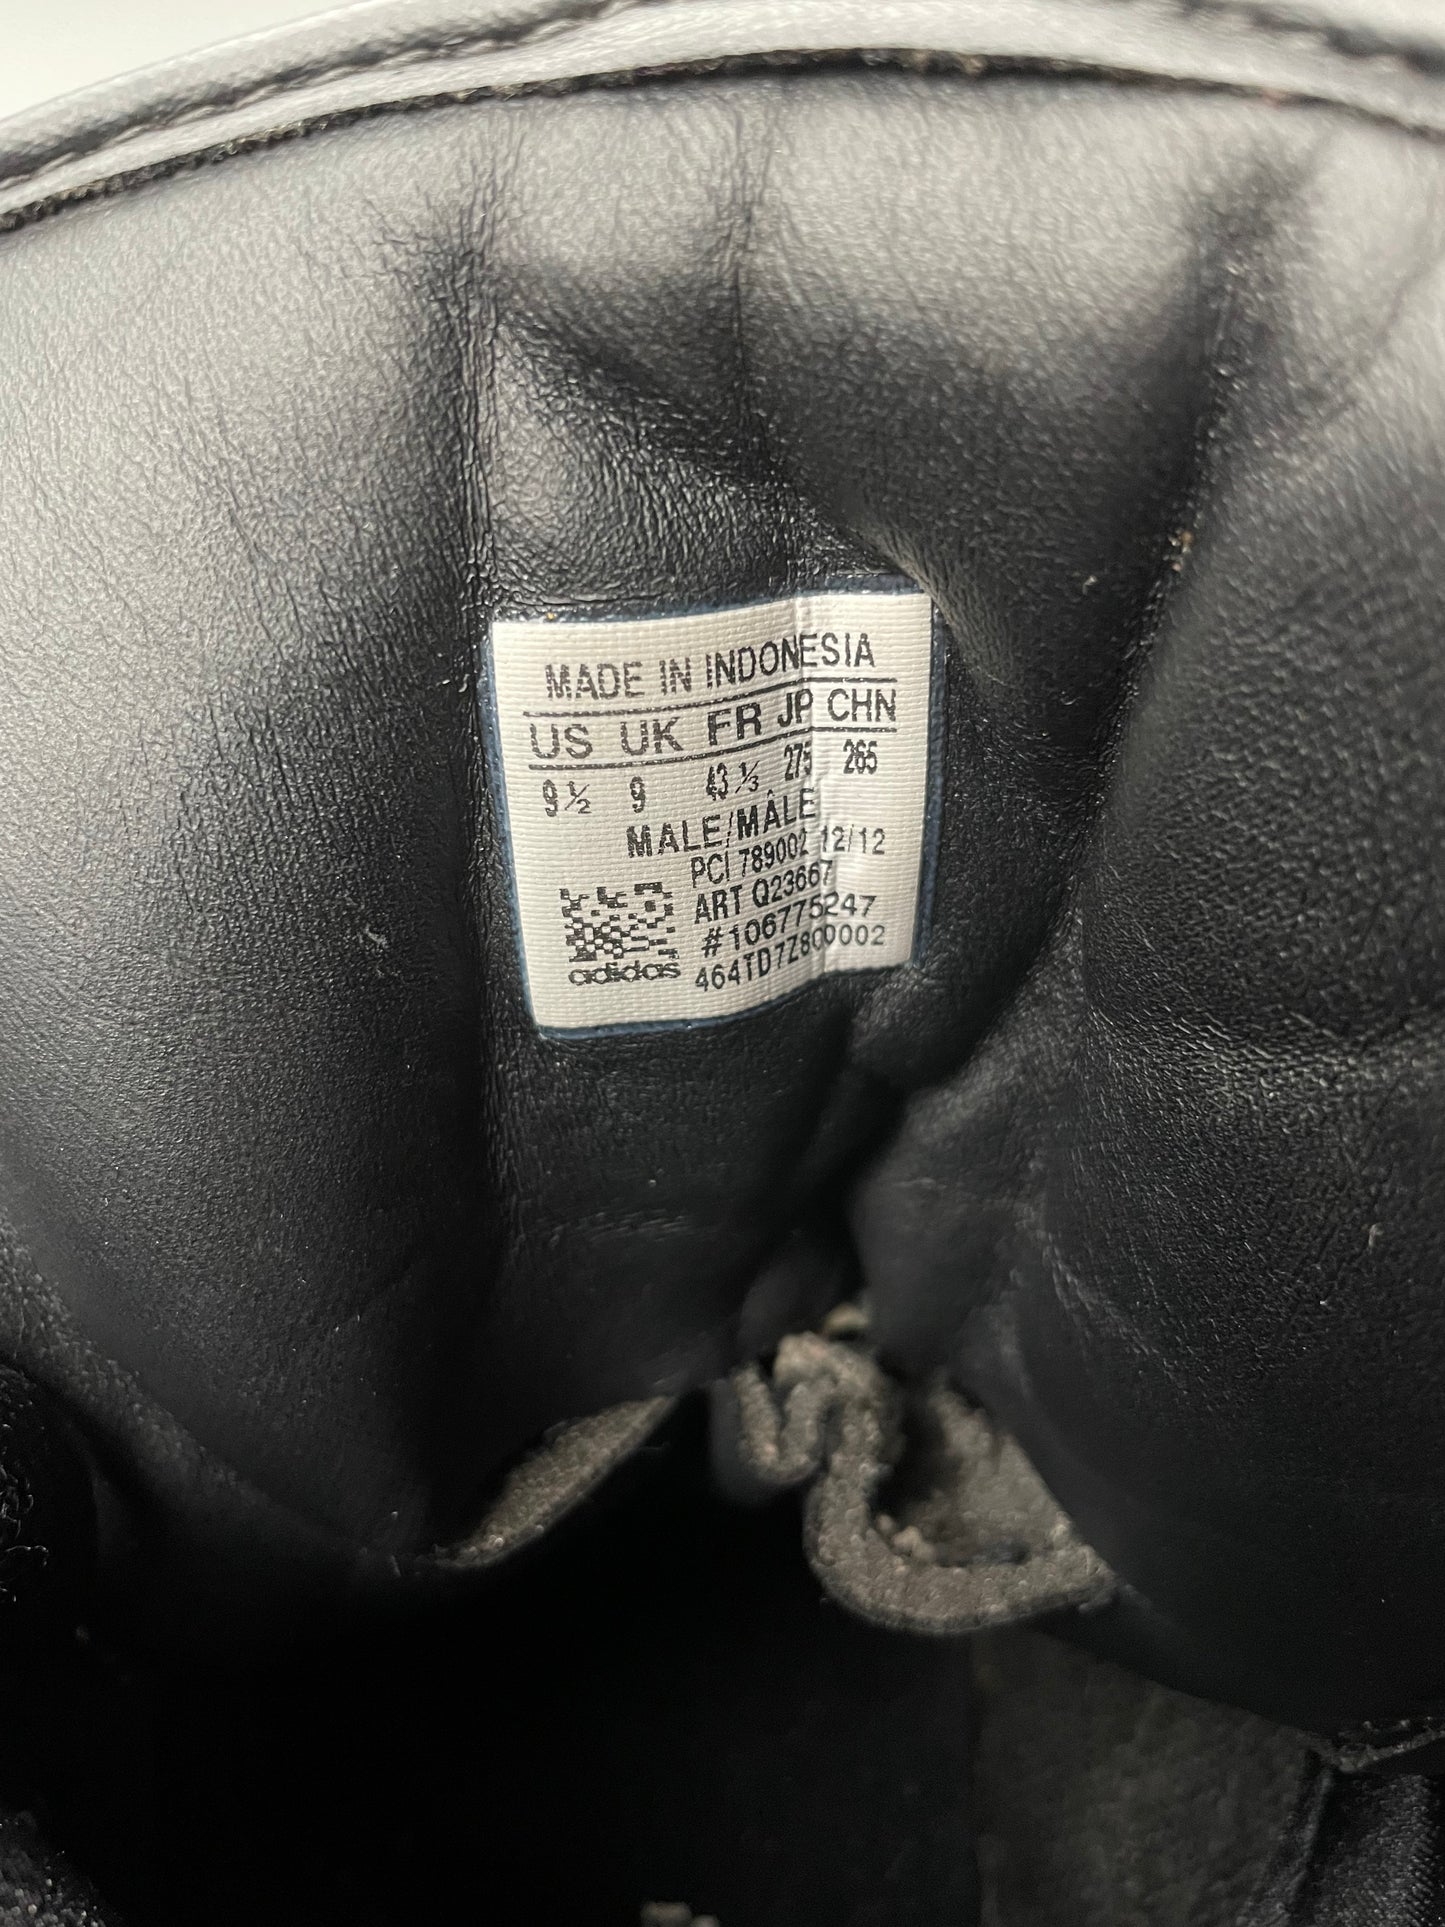 MADE IN INDONESIA
US UK FR JP CHN
9 ½ 9 43 ⅓ 275 265
MALE/MÂLE
PCI 789002 12/12
ART Q23667
#106775247
adidas 464TD7Z800002